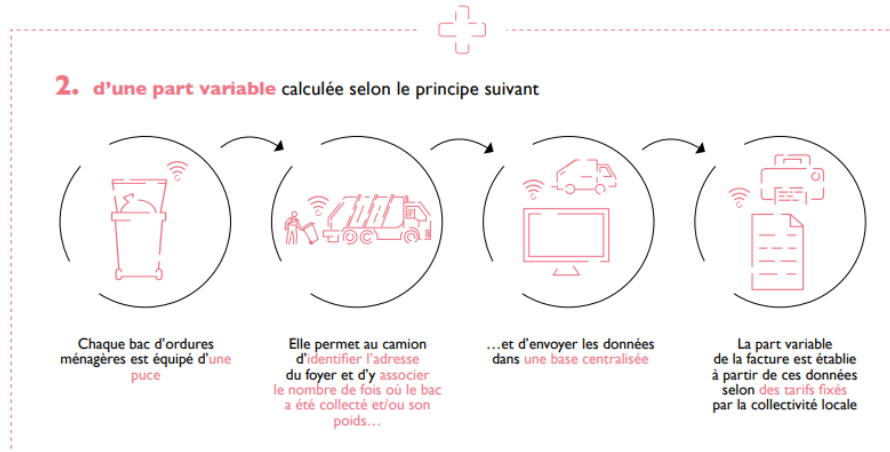 2. d'une part variable calculée selon le principe suivant
Chaque bac d'ordures
ménagères est équipé d'une
puce
Elle permet au camion
d'identifier l'adresse
du foyer et d'y associer
le nombre de fois où le bac
a été collecté et/ou son
poids…
…et d'envoyer les données
dans une base centralisée
La part variable
de la facture est établie
à partir de ces données
selon des tarifs fixés
par la collectivité locale